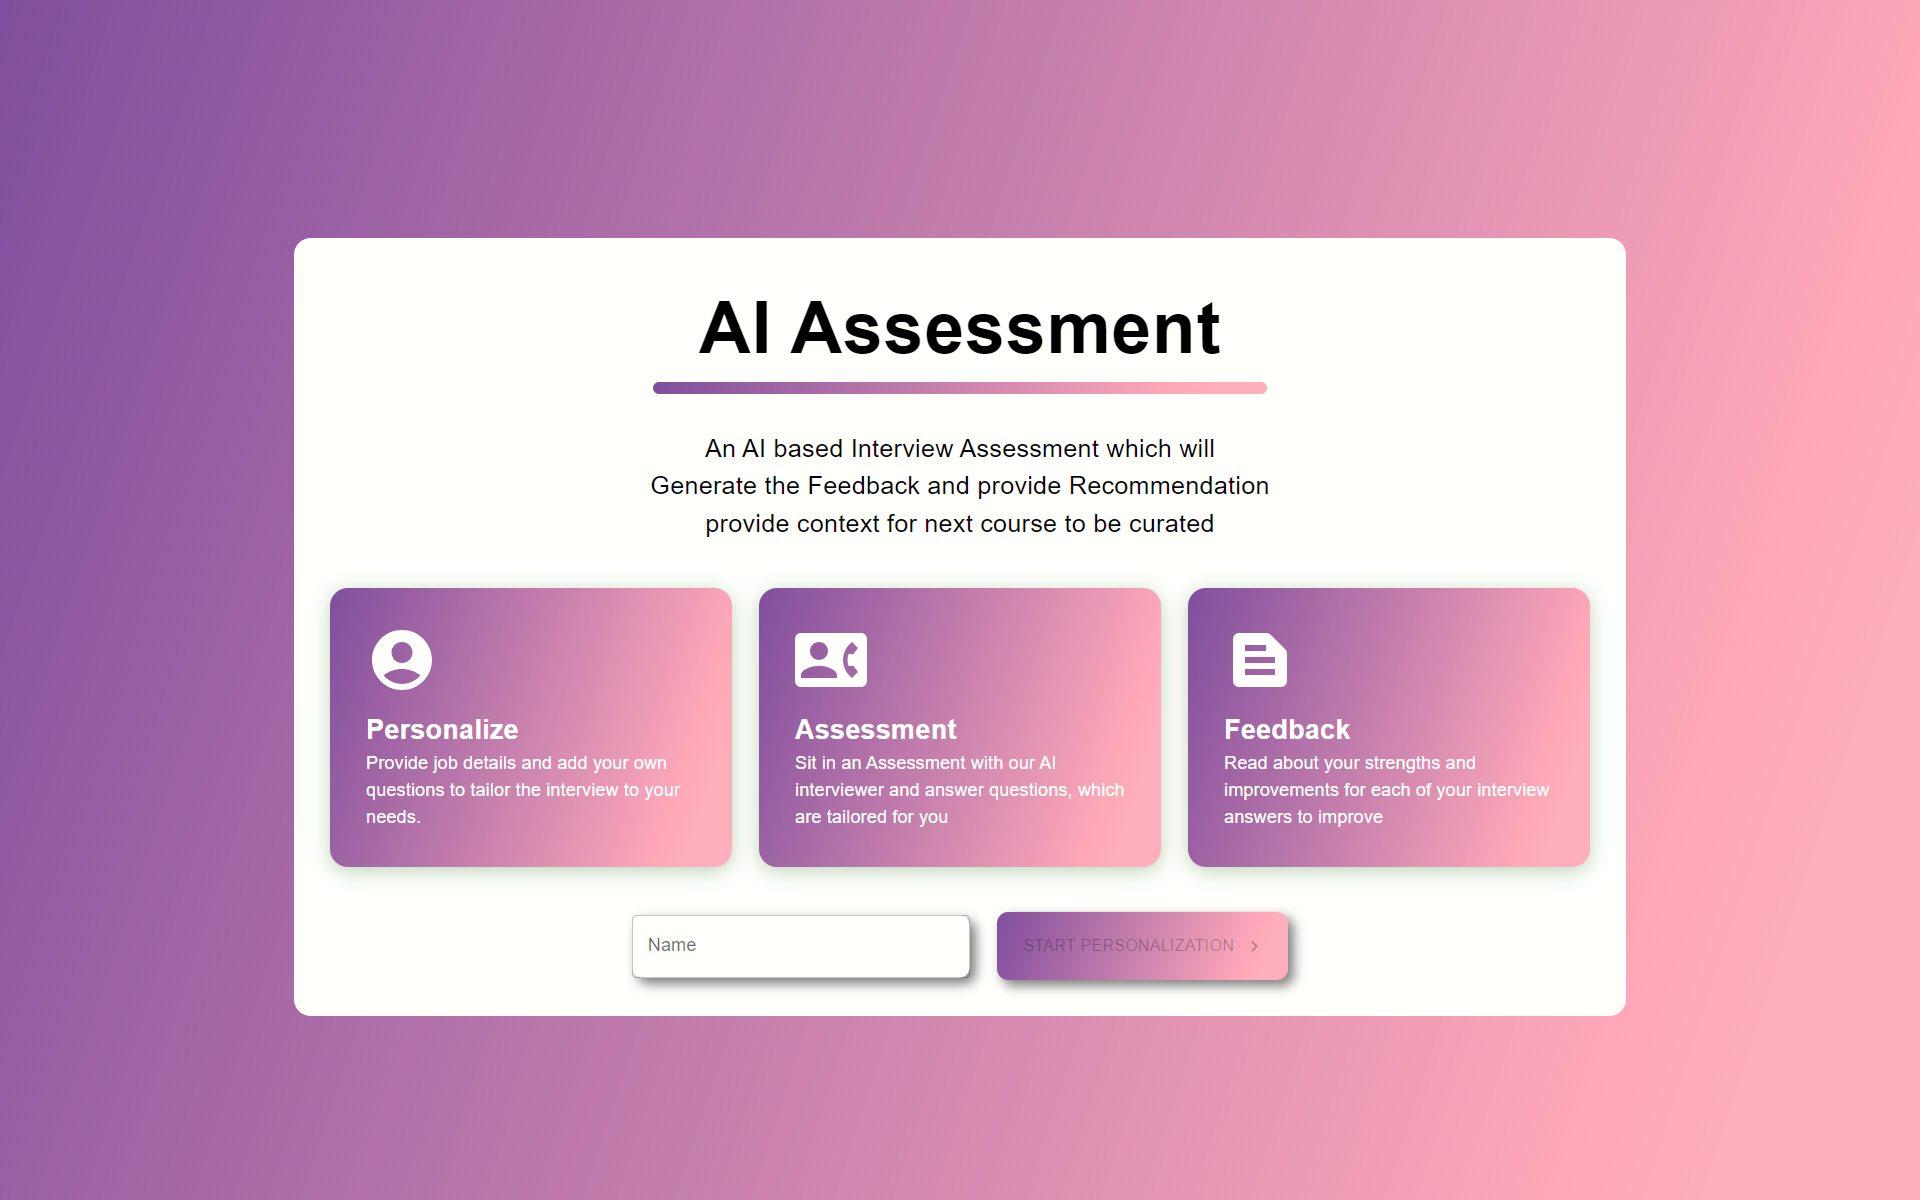 AI Assessment
An AI based Interview Assessment which will
Generate the Feedback and provide Recommendation
provide context for next course to be curated
Personalize
Provide job details and add your own
questions to tailor the interview to your
needs.
Assessment
Sit in an Assessment with our AI
interviewer and answer questions, which
are tailored for you
Feedback
Read about your strengths and
improvements for each of your interview
answers to improve
Name
START PERSONALIZATION